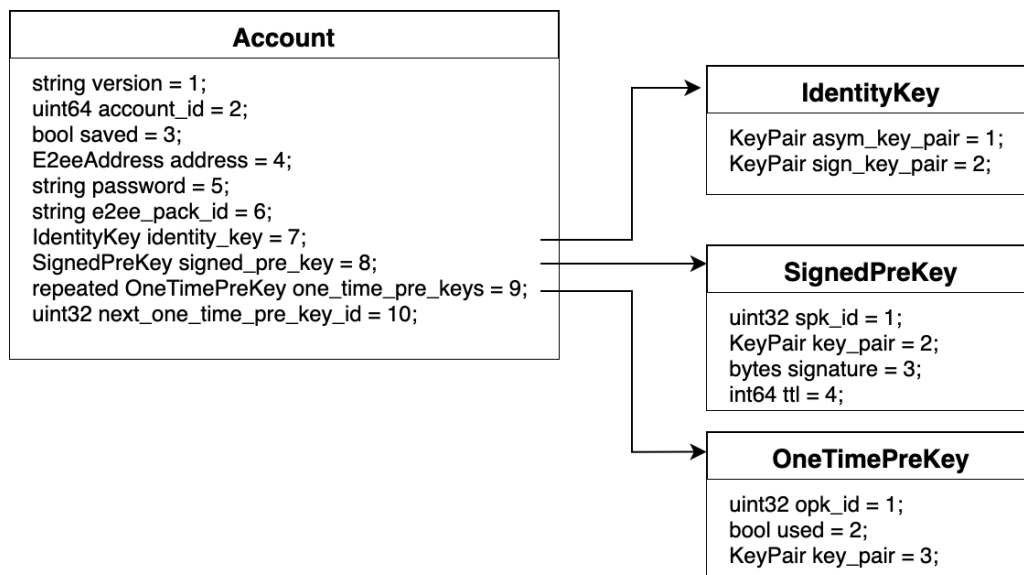 Account
string version = 1;
uint64 account_id = 2;
bool saved = 3;
E2eeAddress address = 4;
string password = 5;
string e2ee_pack_id = 6;
IdentityKey identity_key = 7;
SignedPreKey signed_pre_key = 8;
repeated OneTimePreKey one_time_pre_keys = 9;
uint32 next_one_time_pre_key_id = 10;
IdentityKey
KeyPair asym_key_pair = 1;
KeyPair sign_key_pair = 2;
SignedPreKey
uint32 spk_id = 1;
KeyPair key_pair = 2;
bytes signature = 3;
int64 ttl = 4;
OneTimePreKey
uint32 opk_id = 1;
bool used = 2;
KeyPair key_pair = 3;